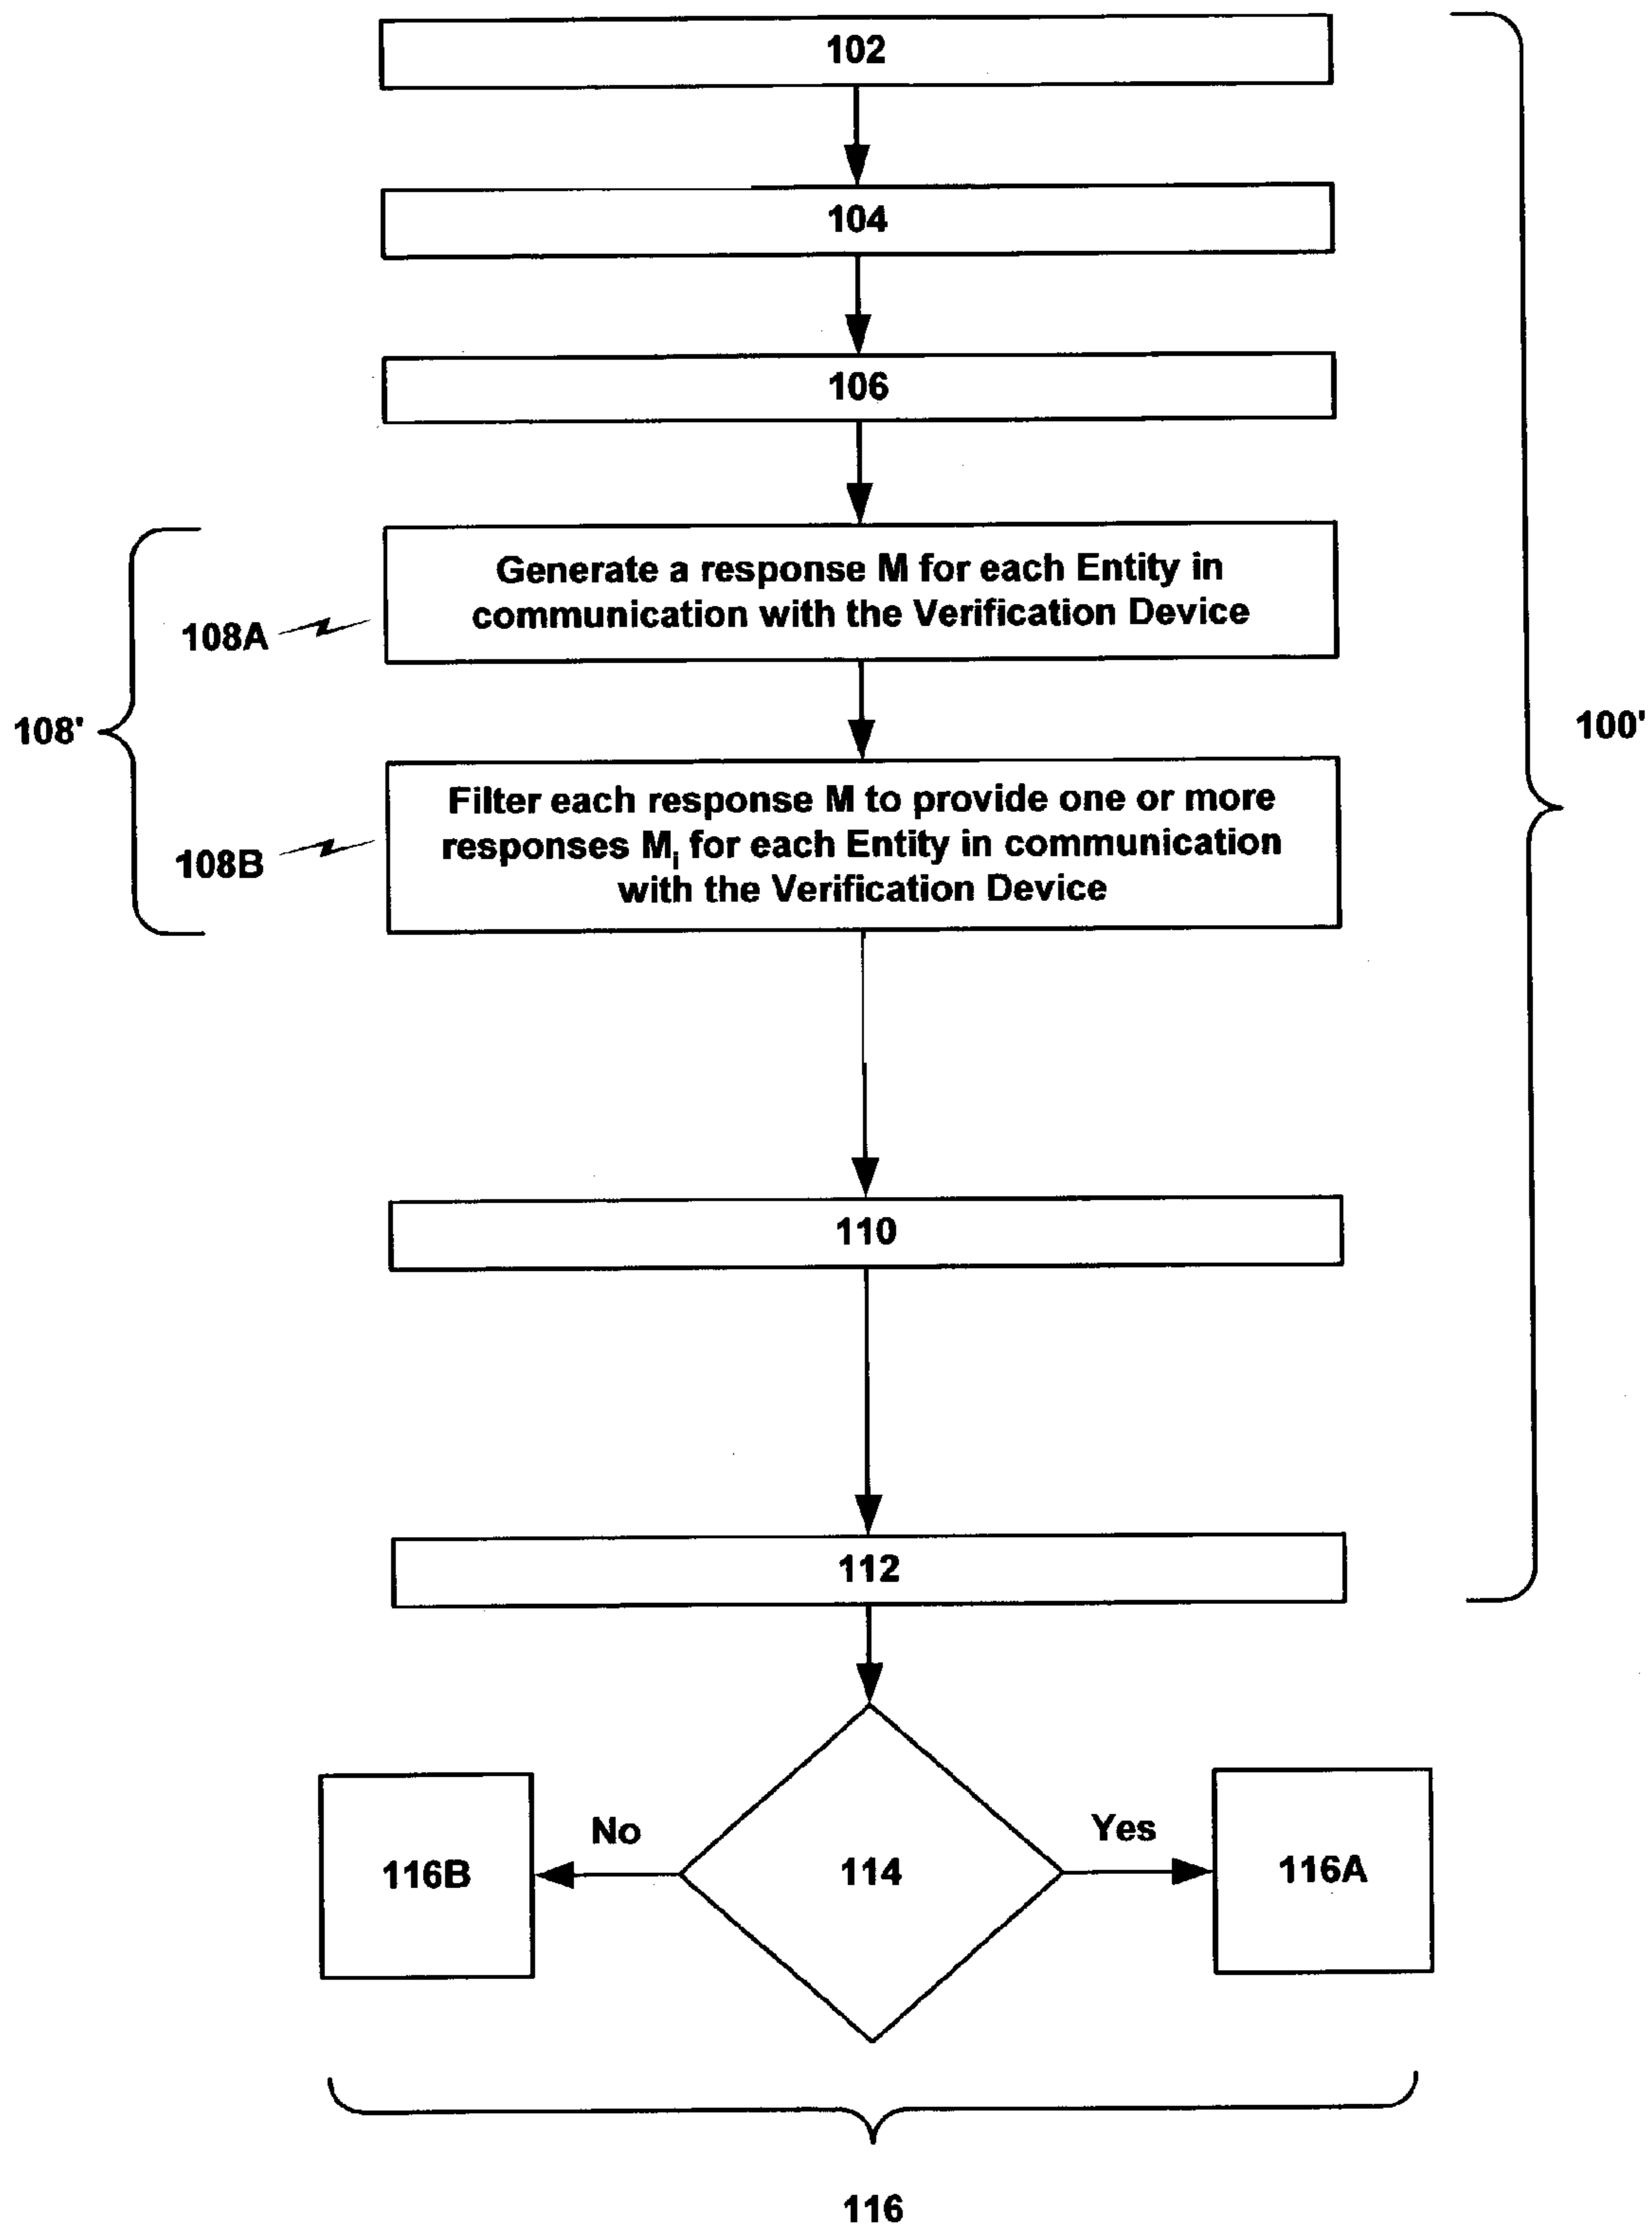 102
104
106
Generate a response M for each Entity in
communication with the Verification Device
108A
108'
100'
Filter each response M to provide one or more
responses Mi for each Entity in communication
with the Verification Device
108B
110
112
No
Yes
116B
114
116A
116